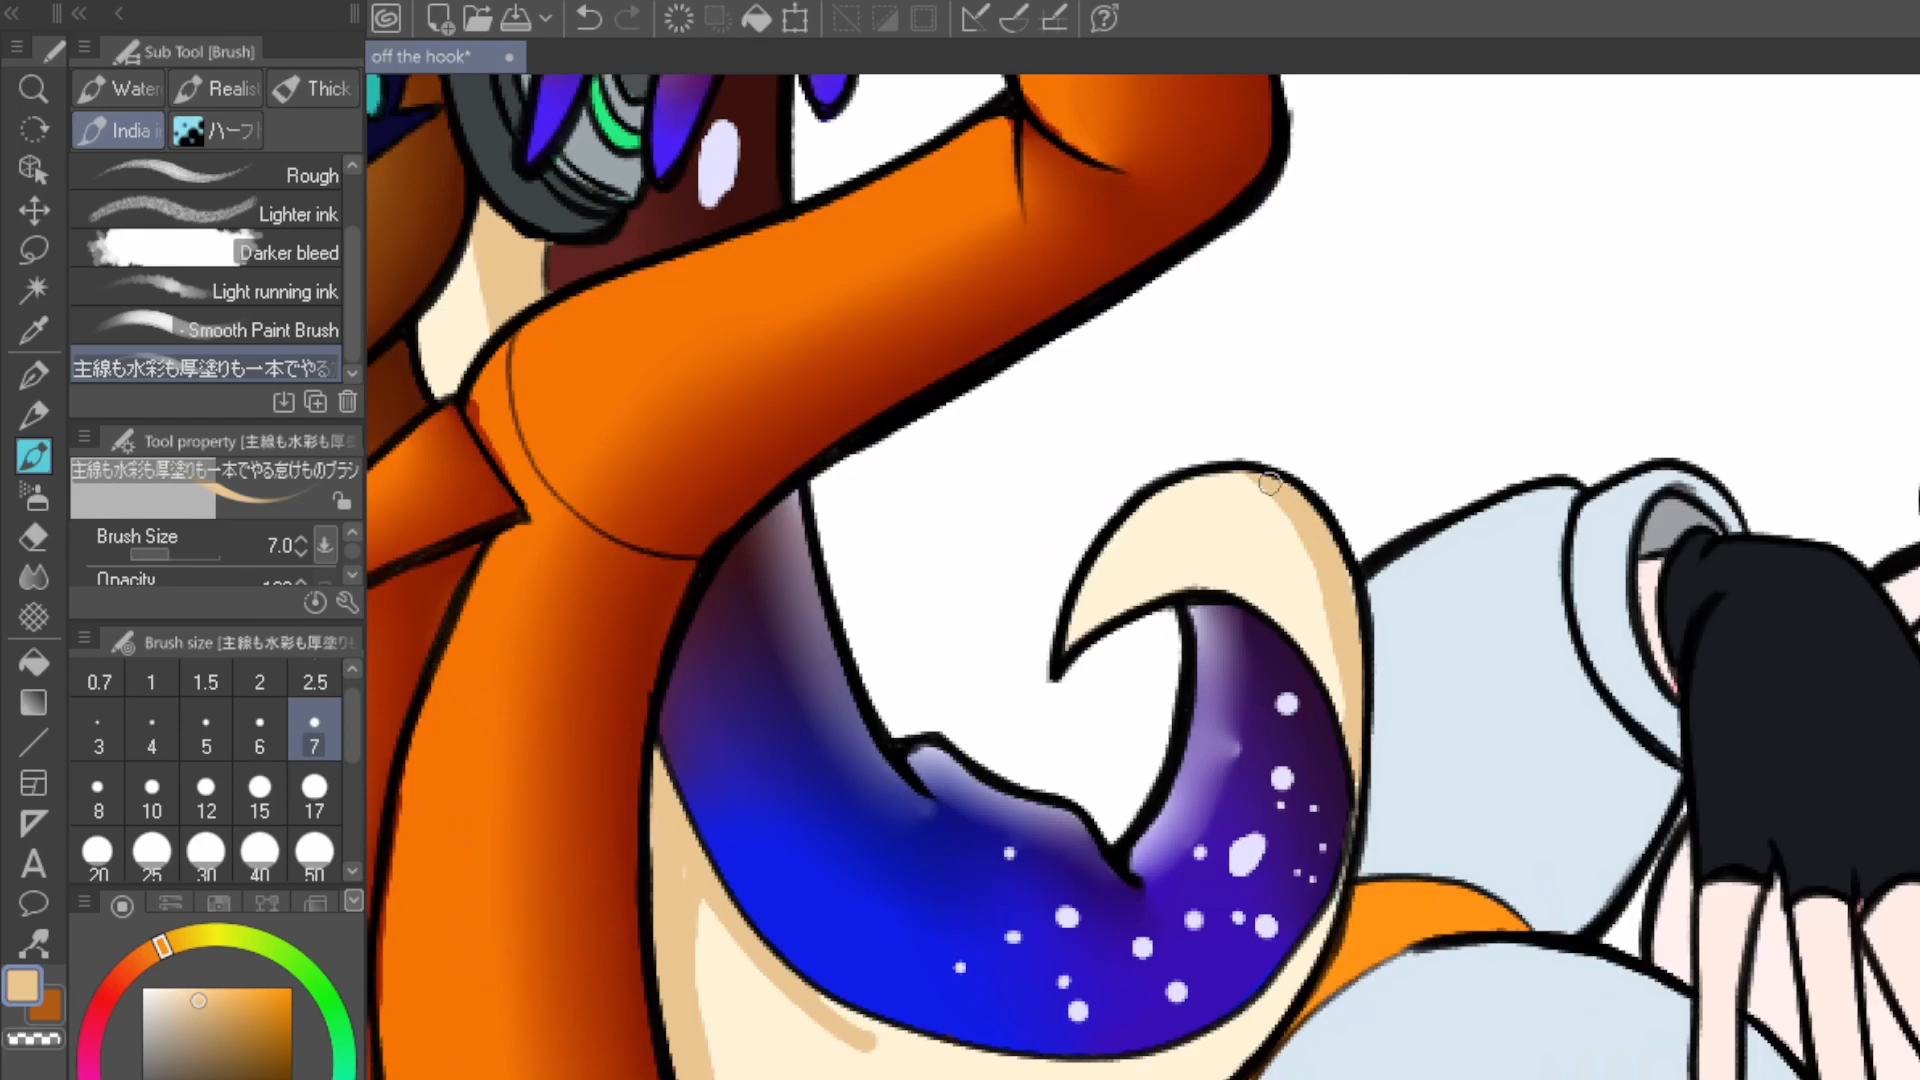 Sub Tool [Brush]
off the hook*
Water
Realist
Thick
India i
ハーフト
Rough
Lighter ink
Darker bleed
Light running ink
Smooth Paint Brush
主線も水彩も厚塗りも一本でやる
Tool property [主線も水彩も厚
主線も水彩も厚塗りも一本でやる怠けものブラシ
Brush Size 7.0
Opacity
Brush size [主線も水彩も厚塗りも
0.7 1 1.5 2 2.5
3 4 5 6 7
8 10 12 15 17
20 25 30 40 50